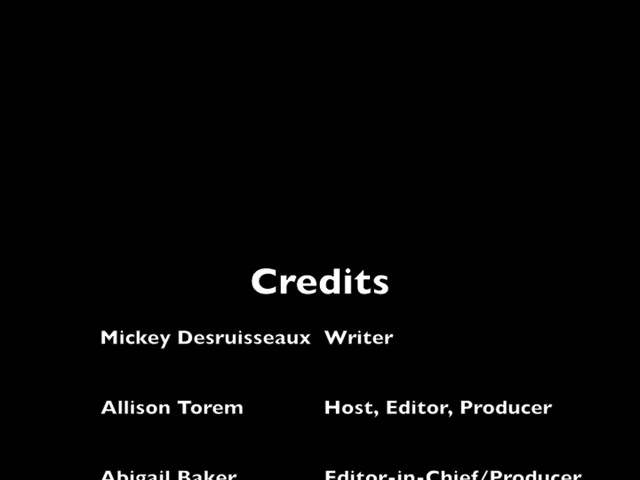 Credits
Mickey Desruisseaux Writer
Allison Torem Host, Editor, Producer
Abigail Baker Editor-in-Chief/Producer